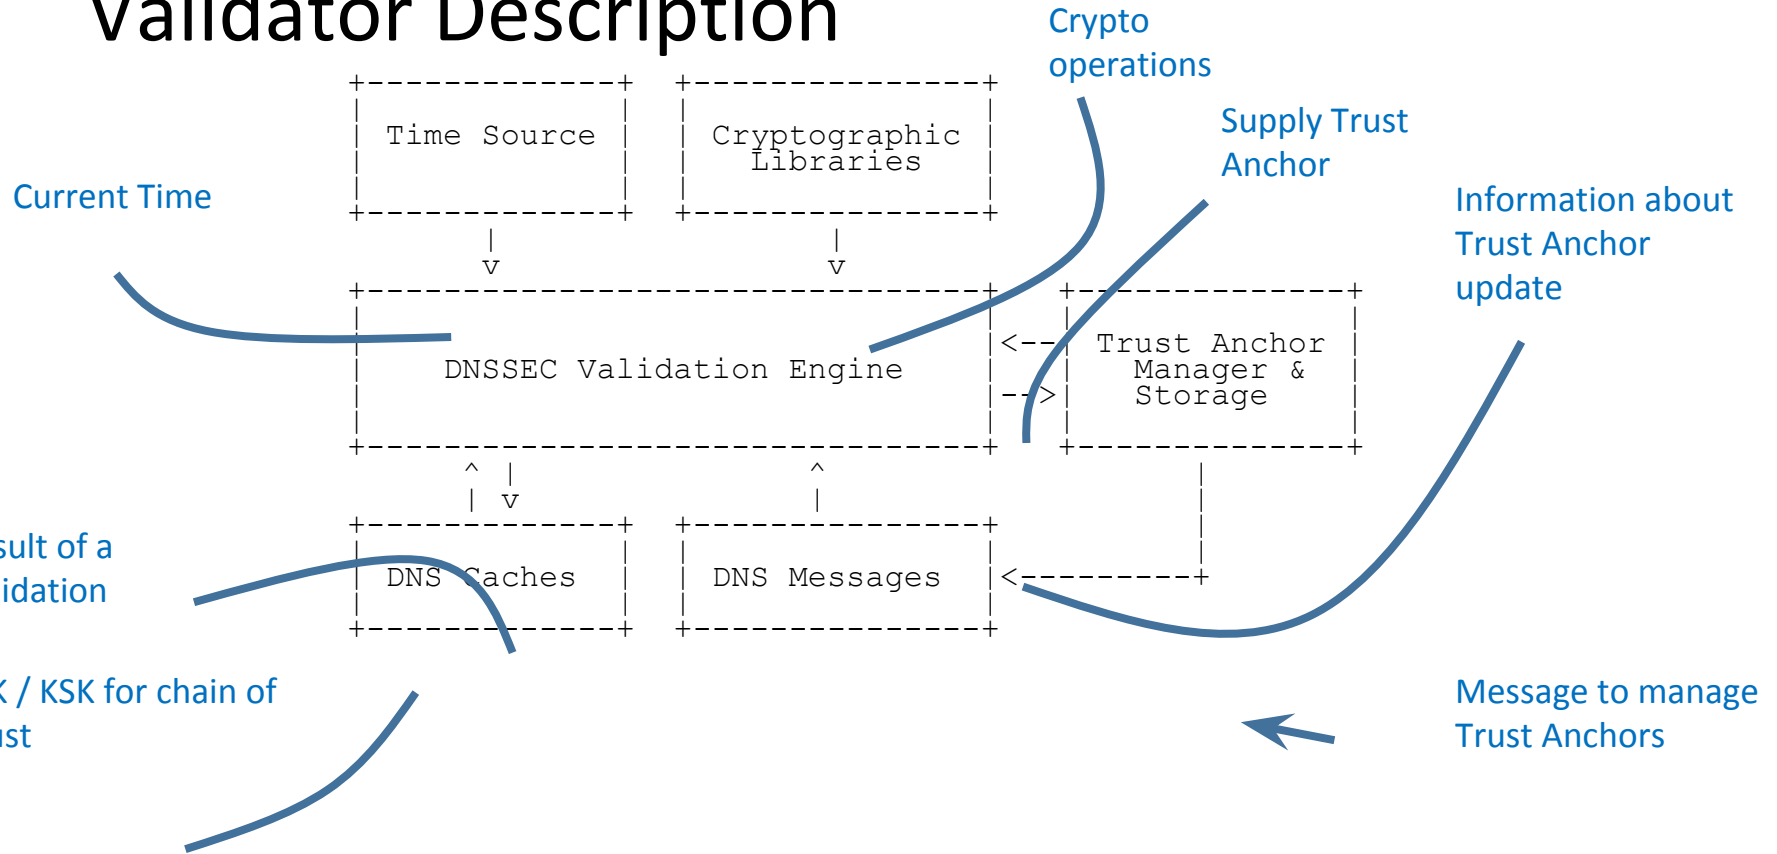 Validator Description
Crypto
operations
Time Source
Cryptographic
Libraries
Supply Trust
Anchor
Current Time
Information about
Trust Anchor
update
DNSSEC Validation Engine
Trust Anchor
Manager &
Storage
sult of a
idation
DNS Caches
DNS Messages
K / KSK for chain of
ust
Message to manage
Trust Anchors